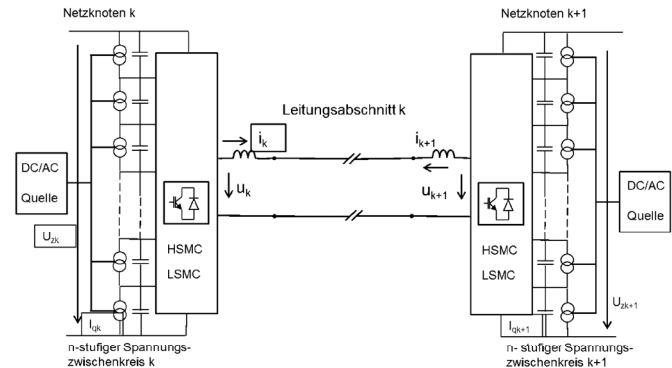 Netzknoten k
Netzknoten k+1
Leitungsabschnitt k
i_k
i_k+1
DC/AC
Quelle
u_k
u_k+1
DC/AC
Quelle
U_zk
HSMC
LSMC
HSMC
LSMC
U_zk+1
I_qk
I_qk+1
n-stufiger Spannungs-
zwischenkreis k
n- stufiger Spannungs-
zwischenkreis k+1